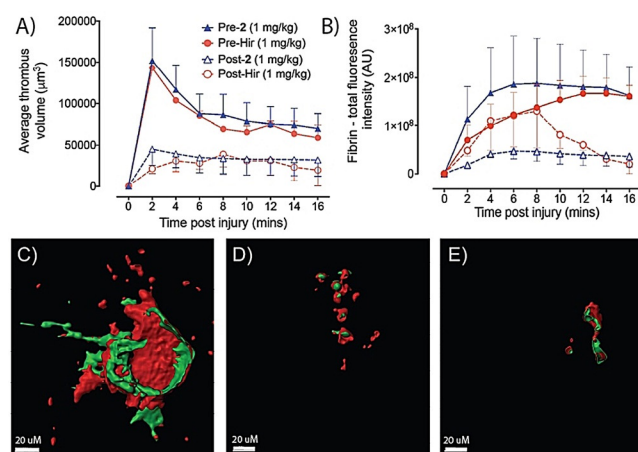 A)
Average thrombus
volume (µm³)
200000
150000
100000
50000
0
0 2 4 6 8 10 12 14 16
Time post injury (mins)
Pre-2 (1 mg/kg)
Pre-Hir (1 mg/kg)
Post-2 (1 mg/kg)
Post-Hir (1 mg/kg)
B)
Fibrin - total fluoresence
intensity (AU)
3×10⁸
2×10⁸
1×10⁸
0
0 2 4 6 8 10 12 14 16
Time post injury (mins)
C)
20 uM
D)
20 uM
E)
20 uM